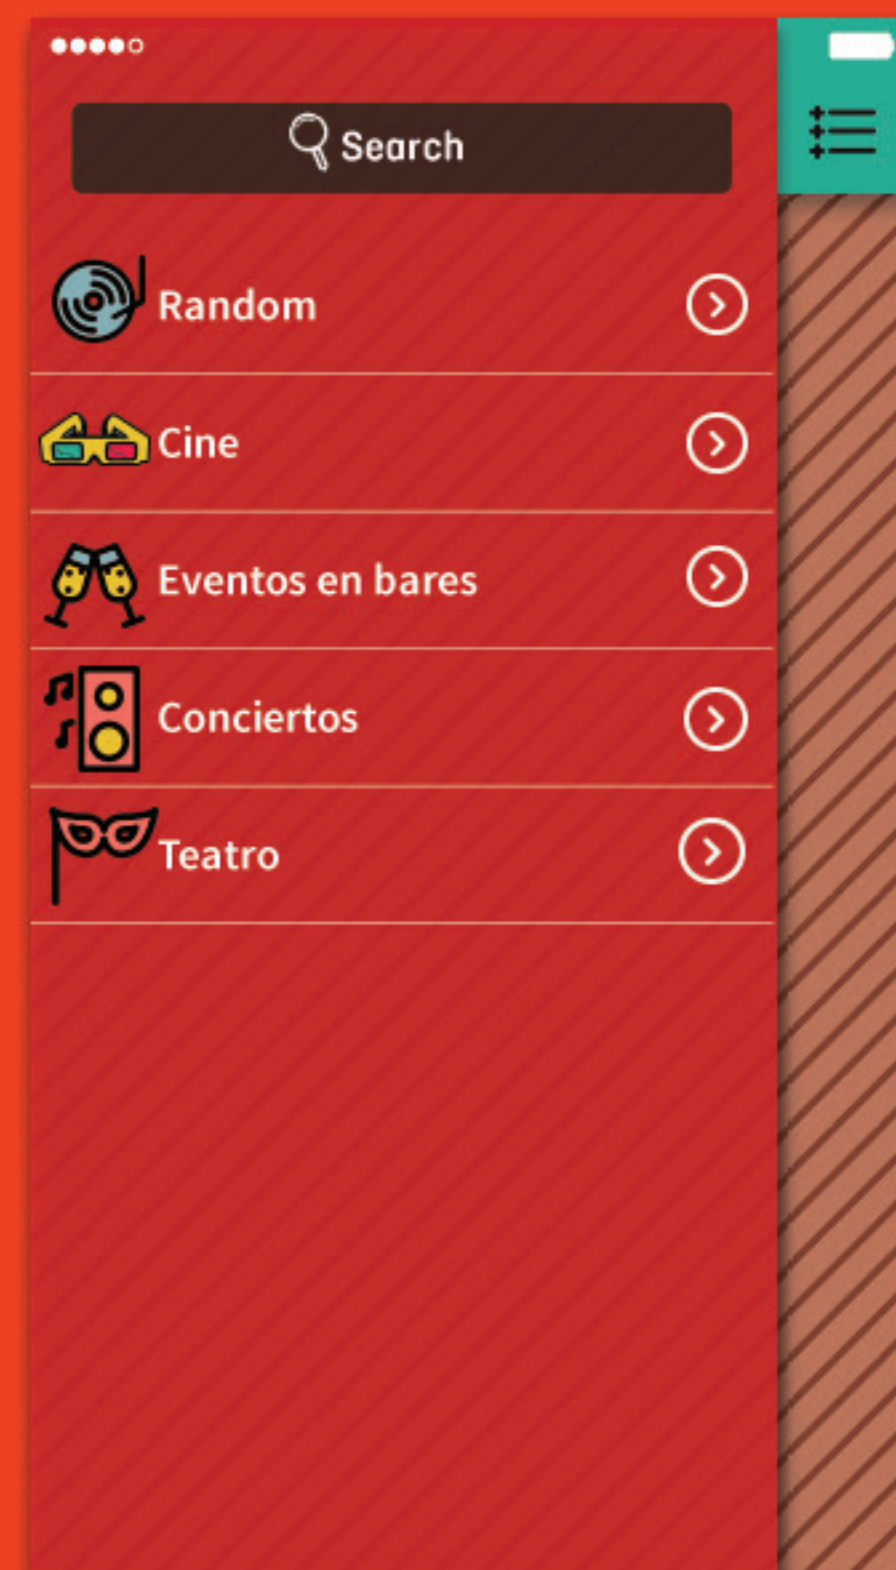 Search
Random
Cine
Eventos en bares
Conciertos
Teatro